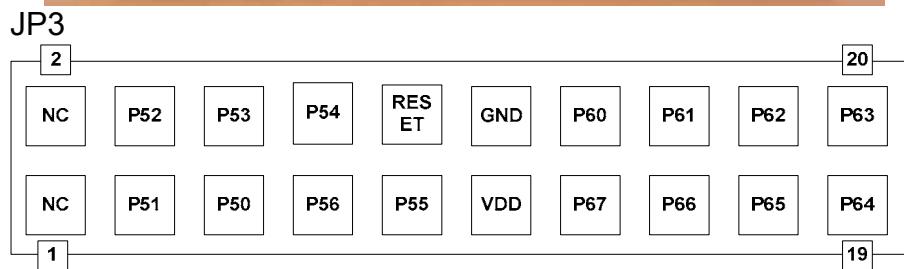 JP3
2 20
NC P52 P53 P54 RES GND P60 P61 P62 P63
ET
NC P51 P50 P56 P55 VDD P67 P66 P65 P64
1 19